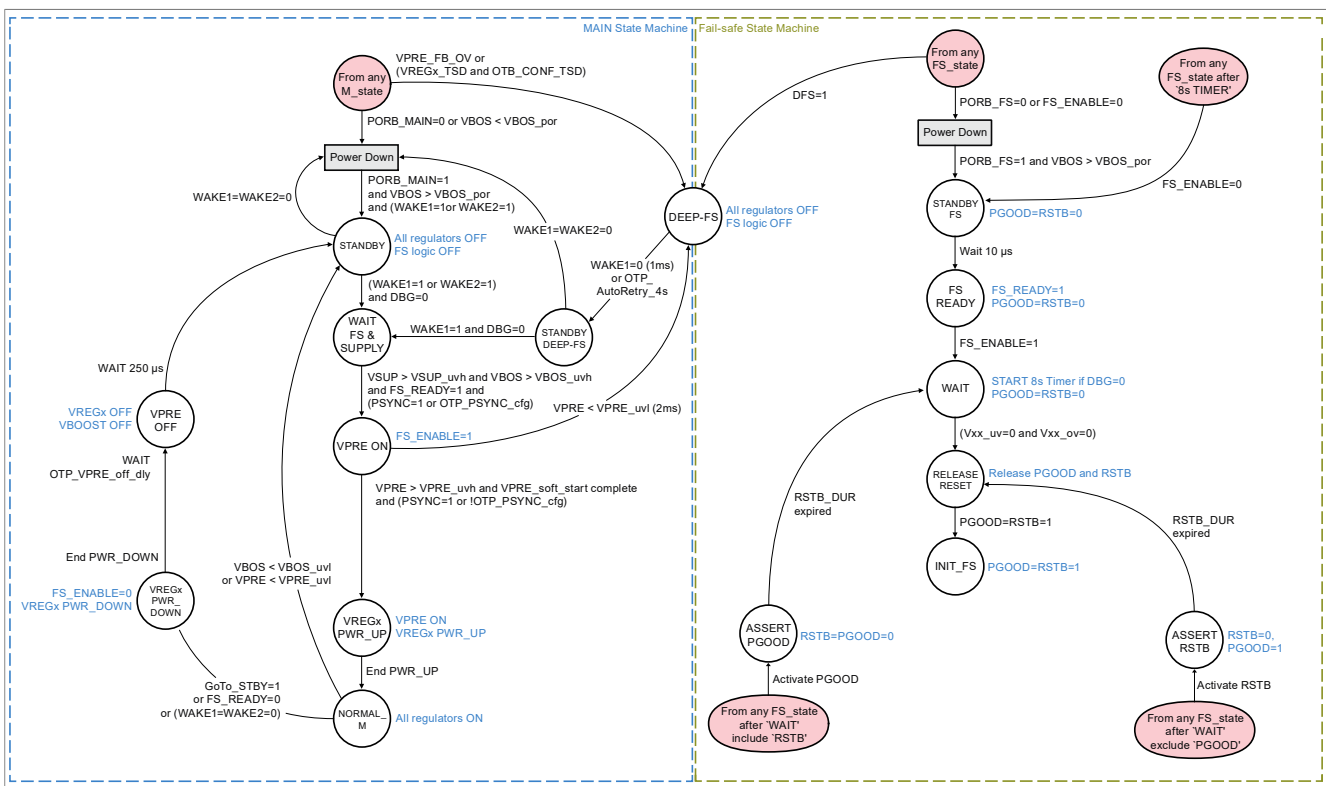 MAIN State Machine
Fail-safe State Machine
From any
M_state
VPRE_FB_OV or
(VREGx_TSD and OTB_CONF_TSD)
PORB_MAIN=0 or VBOS < VBOS_por
Power Down
PORB_MAIN=1
and VBOS > VBOS_por
and (WAKE1=1or WAKE2=1)
WAKE1=WAKE2=0
STANDBY
All regulators OFF
FS logic OFF
WAKE1=WAKE2=0
(WAKE1=1 or WAKE2=1)
and DBG=0
WAIT
FS &
SUPPLY
WAKE1=1 and DBG=0
STANDBY
DEEP-FS
WAKE1=0 (1ms)
or OTP_
AutoRetry_4s
DEEP-FS
All regulators OFF
FS logic OFF
DFS=1
VSUP > VSUP_uvh and VBOS > VBOS_uvh
and FS_READY=1 and
(PSYNC=1 or OTP_PSYNC_cfg)
VPRE < VPRE_uvl (2ms)
VPRE ON
FS_ENABLE=1
VPRE > VPRE_uvh and VPRE_soft_start complete
and (PSYNC=1 or !OTP_PSYNC_cfg)
WAIT 250 µs
VREGx OFF
VBOOST OFF
VPRE
OFF
WAIT
OTP_VPRE_off_dly
End PWR_DOWN
FS_ENABLE=0
VREGx PWR_DOWN
VREGx
PWR_
DOWN
VBOS < VBOS_uvl
or VPRE < VPRE_uvl
VREGx
PWR_UP
VPRE ON
VREGx PWR_UP
End PWR_UP
GoTo_STBY=1
or FS_READY=0
or (WAKE1=WAKE2=0)
NORMAL_
M
All regulators ON
From any
FS_state
PORB_FS=0 or FS_ENABLE=0
Power Down
PORB_FS=1 and VBOS > VBOS_por
From any
FS_state after
'8s TIMER'
FS_ENABLE=0
STANDBY
FS
PGOOD=RSTB=0
Wait 10 µs
FS
READY
FS_READY=1
PGOOD=RSTB=0
FS_ENABLE=1
WAIT
START 8s Timer if DBG=0
PGOOD=RSTB=0
(Vxx_uv=0 and Vxx_ov=0)
RELEASE
RESET
Release PGOOD and RSTB
PGOOD=RSTB=1
INIT_FS
PGOOD=RSTB=1
RSTB_DUR
expired
RSTB_DUR
expired
ASSERT
PGOOD
RSTB=PGOOD=0
Activate PGOOD
From any FS_state
after 'WAIT'
include 'RSTB'
ASSERT
RSTB
RSTB=0,
PGOOD=1
Activate RSTB
From any FS_state
after 'WAIT'
exclude 'PGOOD'